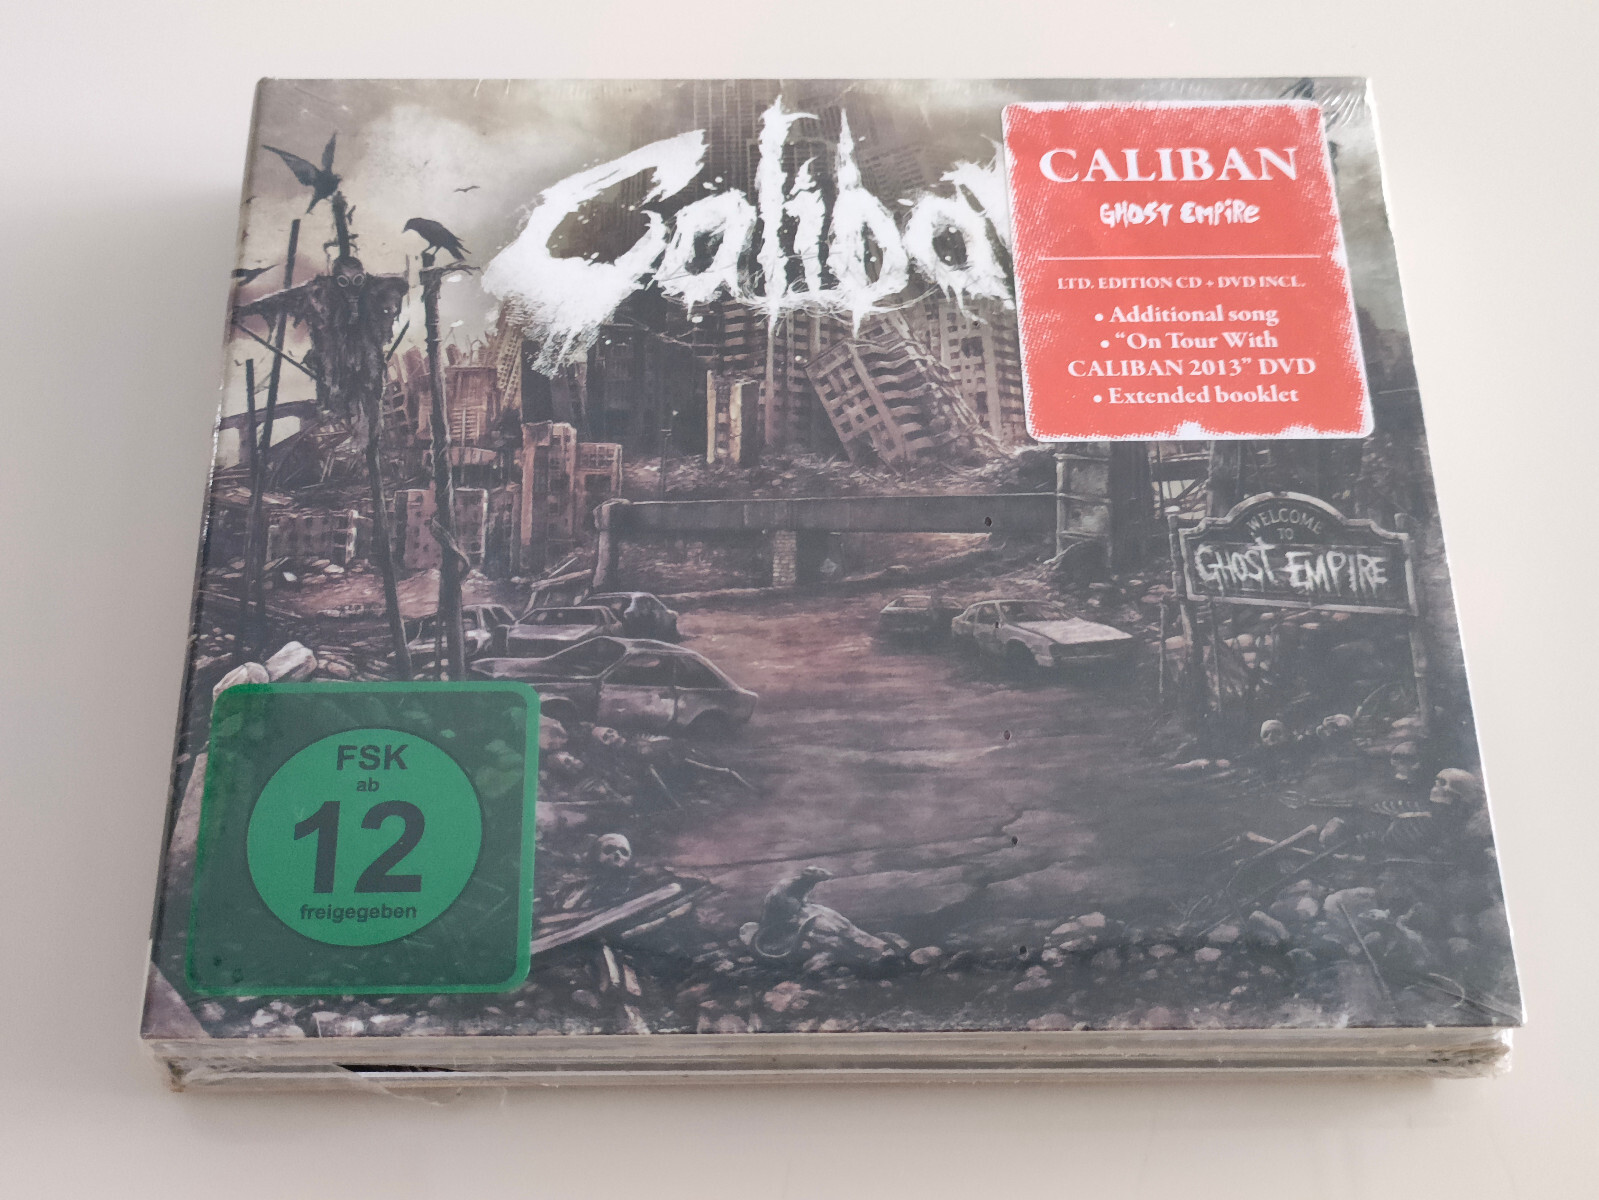 Caliba
CALIBAN
GHOST EMPiRe
LTD. EDITION CD + DVD INCL.
• Additional song
• “On Tour With
CALIBAN 2013” DVD
• Extended booklet
WELCOME
TO
GHOST EMPIRE
FSK
ab
12
freigegeben